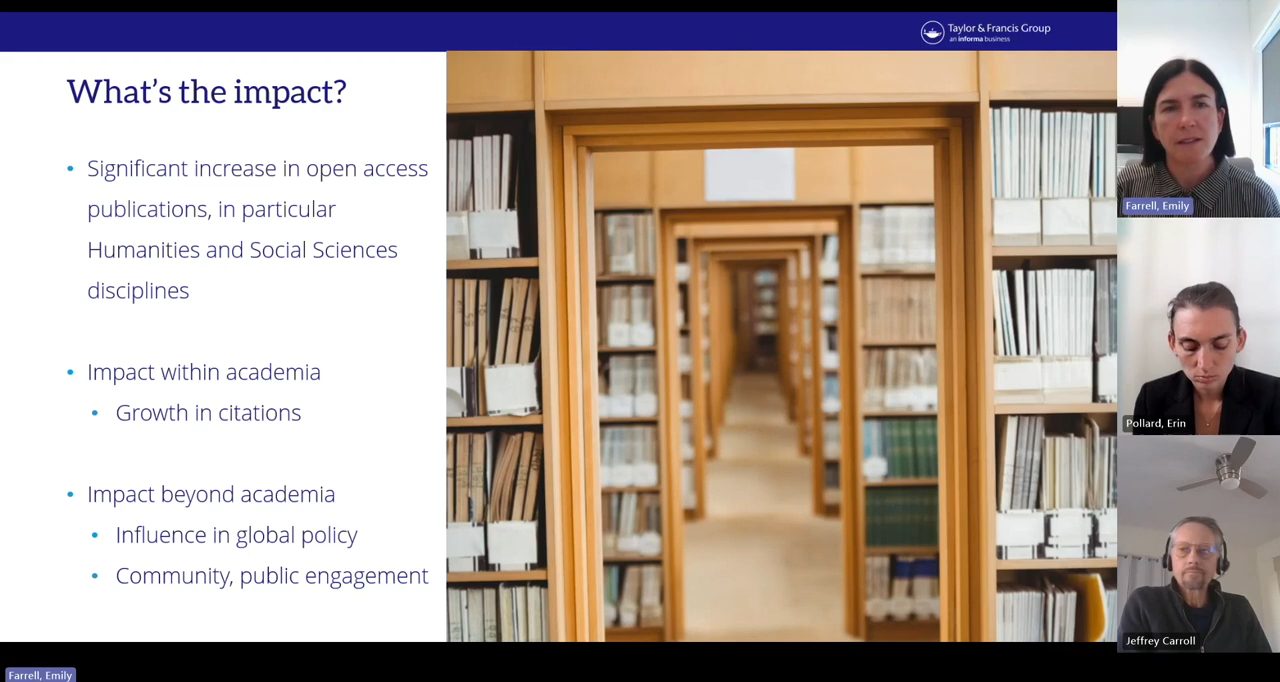 Taylor & Francis Group
an informa business
What's the impact?
• Significant increase in open access
publications, in particular
Humanities and Social Sciences
disciplines
• Impact within academia
• Growth in citations
• Impact beyond academia
• Influence in global policy
• Community, public engagement
Farrell, Emily
Pollard, Erin
Jeffrey Carroll
Farrell, Emily